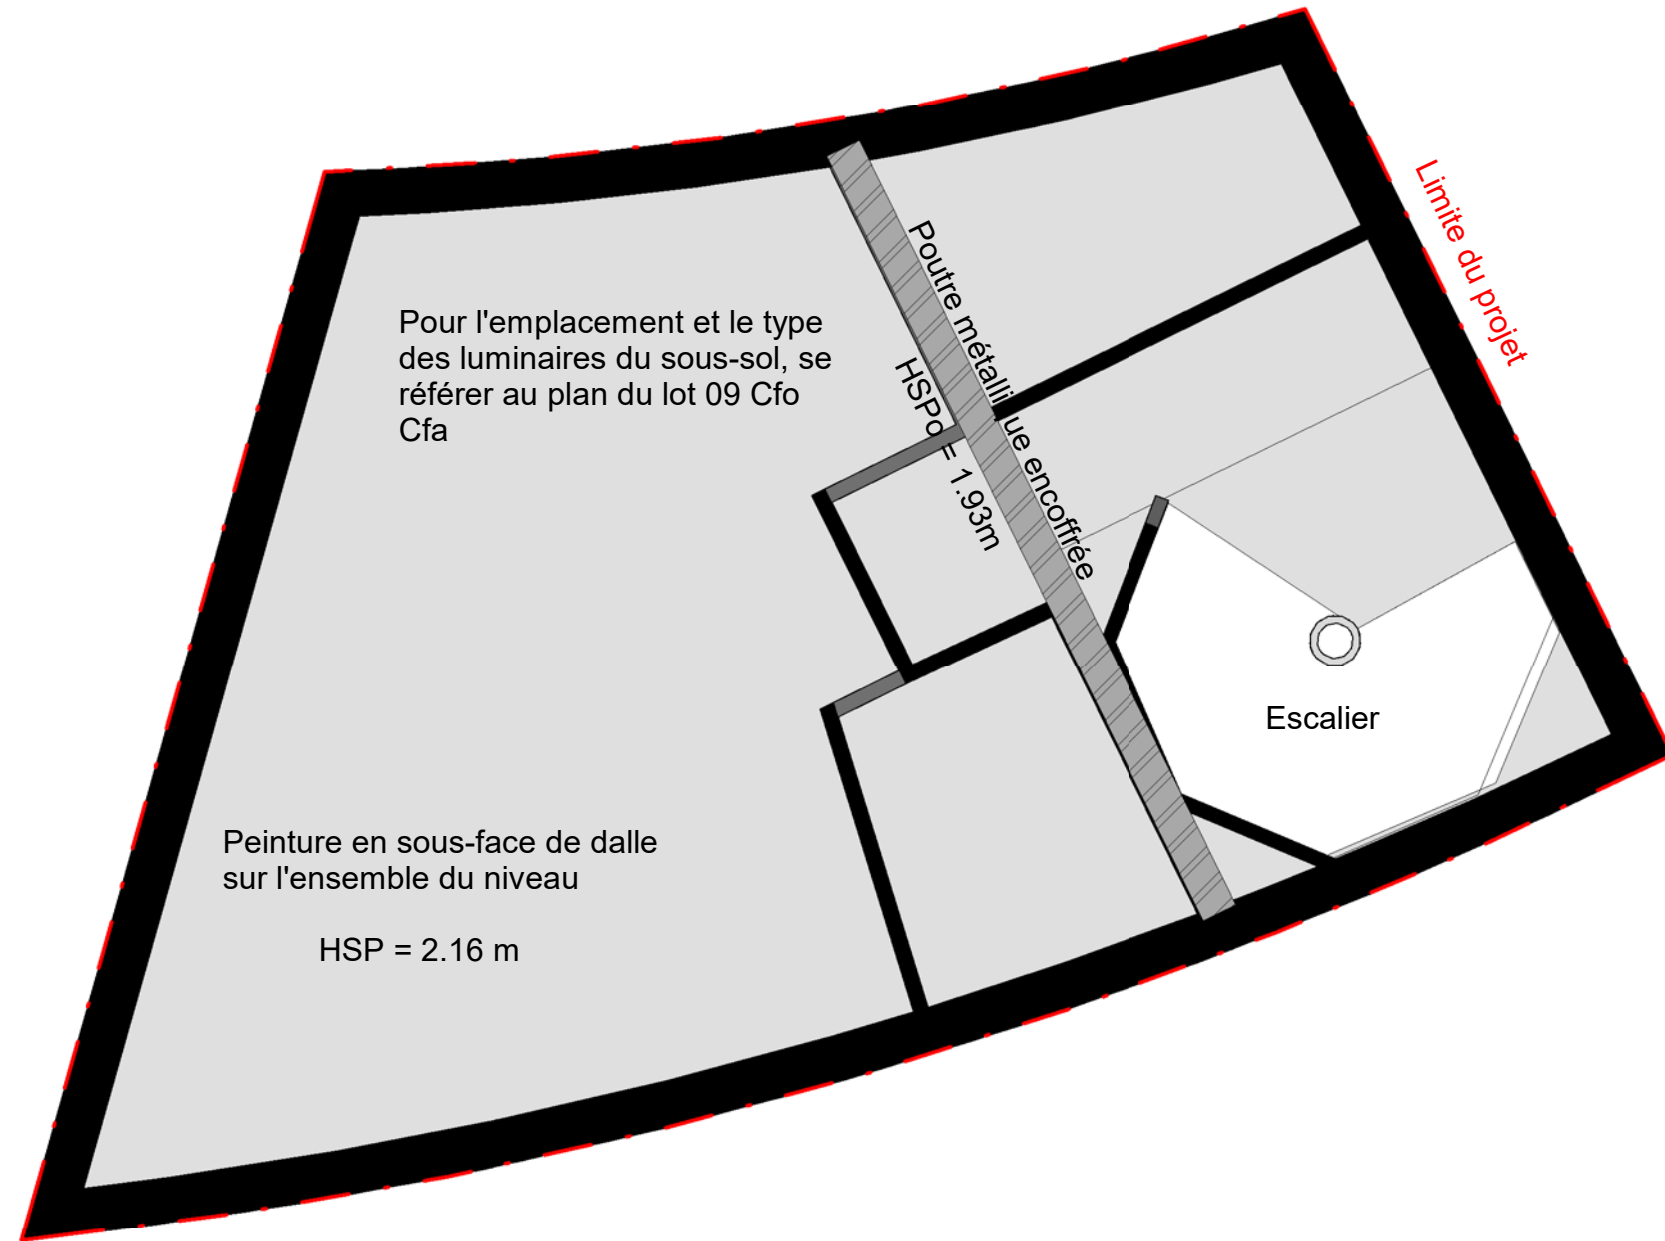 Limite du projet
Poutre métallique encoffrée
HSPo = 1.93m
Pour l'emplacement et le type
des luminaires du sous-sol, se
référer au plan du lot 09 Cfo
Cfa
Escalier
Peinture en sous-face de dalle
sur l'ensemble du niveau
HSP = 2.16 m